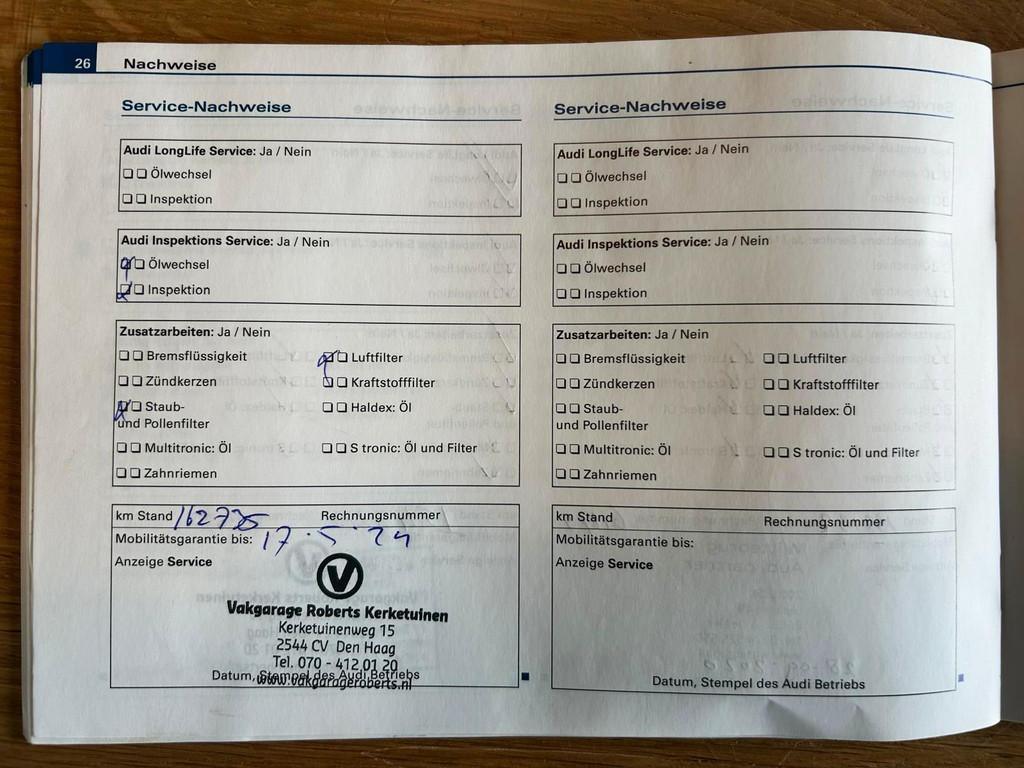 26 Nachweise
Service-Nachweise
Audi LongLife Service: Ja / Nein
Ölwechsel
Inspektion
Audi Inspektions Service: Ja / Nein
Ölwechsel
Inspektion
Zusatzarbeiten: Ja / Nein
Bremsflüssigkeit Luftfilter
Zündkerzen Kraftstofffilter
Staub- Haldex: Öl
und Pollenfilter
Multitronic: Öl S tronic: Öl und Filter
Zahnriemen
km Stand 162735 Rechnungsnummer
Mobilitätsgarantie bis: 17.5.24
Anzeige Service
Vakgarage Roberts Kerketuinen
Kerketuinenweg 15
2544 CV Den Haag
Tel. 070 - 412 01 20
Datum, Stempel des Audi Betriebs
www.vakgarageroberts.nl
Service-Nachweise
Audi LongLife Service: Ja / Nein
Ölwechsel
Inspektion
Audi Inspektions Service: Ja / Nein
Ölwechsel
Inspektion
Zusatzarbeiten: Ja / Nein
Bremsflüssigkeit Luftfilter
Zündkerzen Kraftstofffilter
Staub- Haldex: Öl
und Pollenfilter
Multitronic: Öl S tronic: Öl und Filter
Zahnriemen
km Stand Rechnungsnummer
Mobilitätsgarantie bis:
Anzeige Service
Datum, Stempel des Audi Betriebs